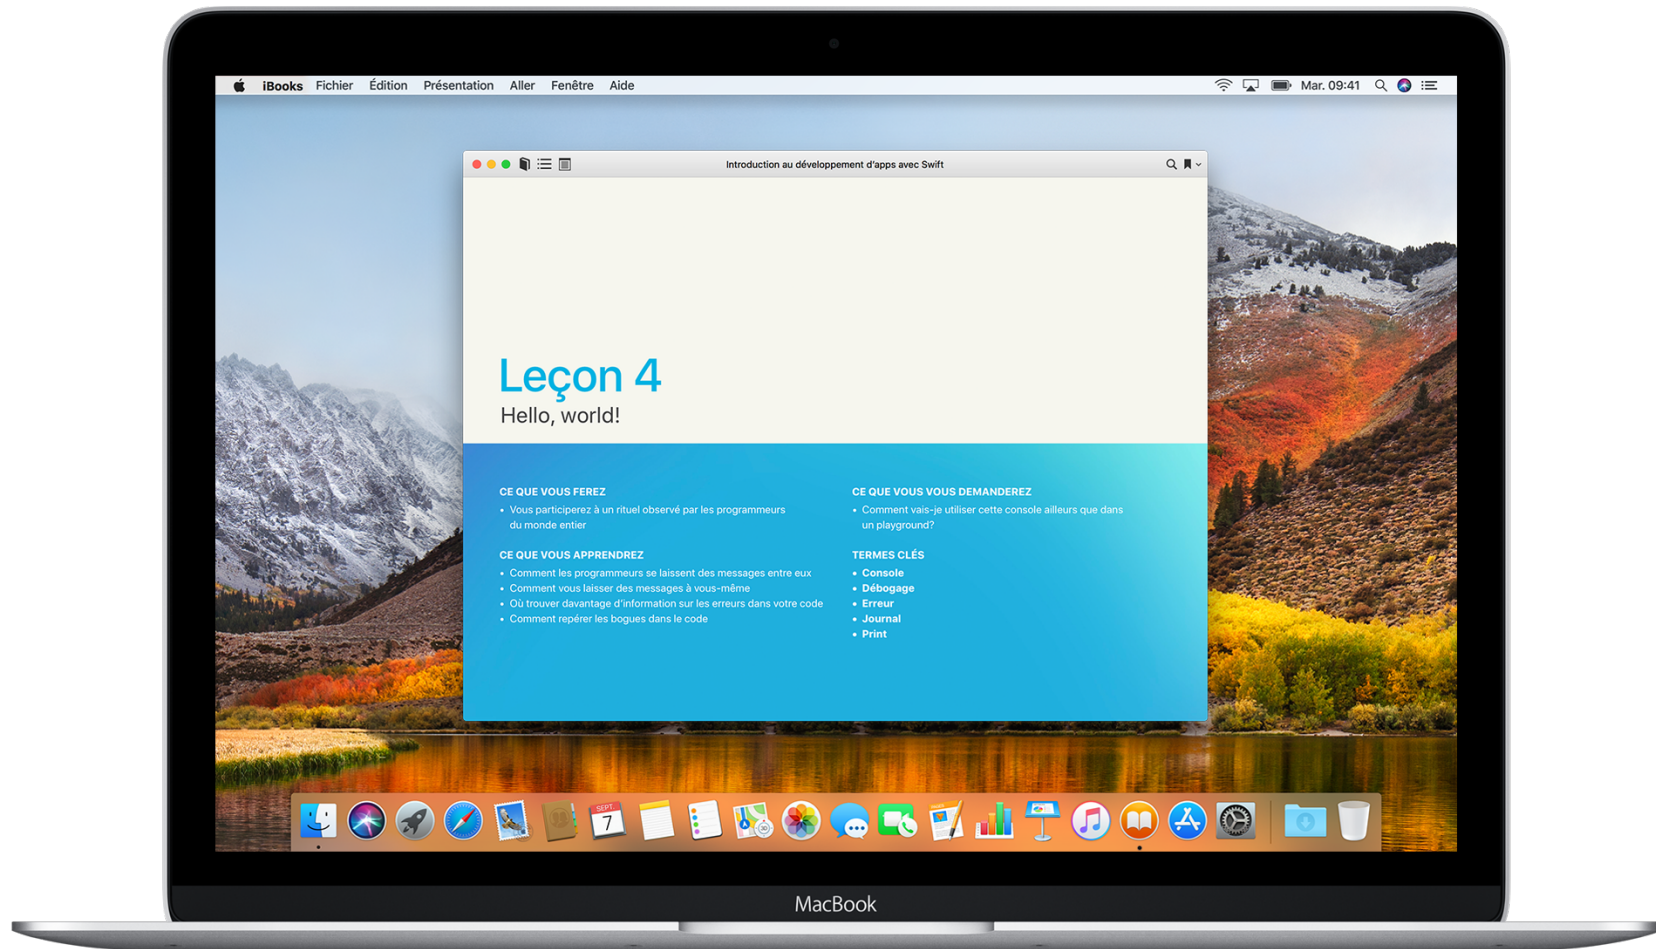 iBooks Fichier Édition Présentation Aller Fenêtre Aide Mar. 09:41
Introduction au développement d'apps avec Swift
Leçon 4
Hello, world!
CE QUE VOUS FEREZ
• Vous participerez à un rituel observé par les programmeurs
du monde entier
CE QUE VOUS APPRENDREZ
• Comment les programmeurs se laissent des messages entre eux
• Comment vous laisser des messages à vous-même
• Où trouver davantage d'information sur les erreurs dans votre code
• Comment repérer les bogues dans le code
CE QUE VOUS VOUS DEMANDEREZ
• Comment vais-je utiliser cette console ailleurs que dans
un playground?
TERMES CLÉS
• Console
• Débogage
• Erreur
• Journal
• Print
SEPT.
7
MacBook